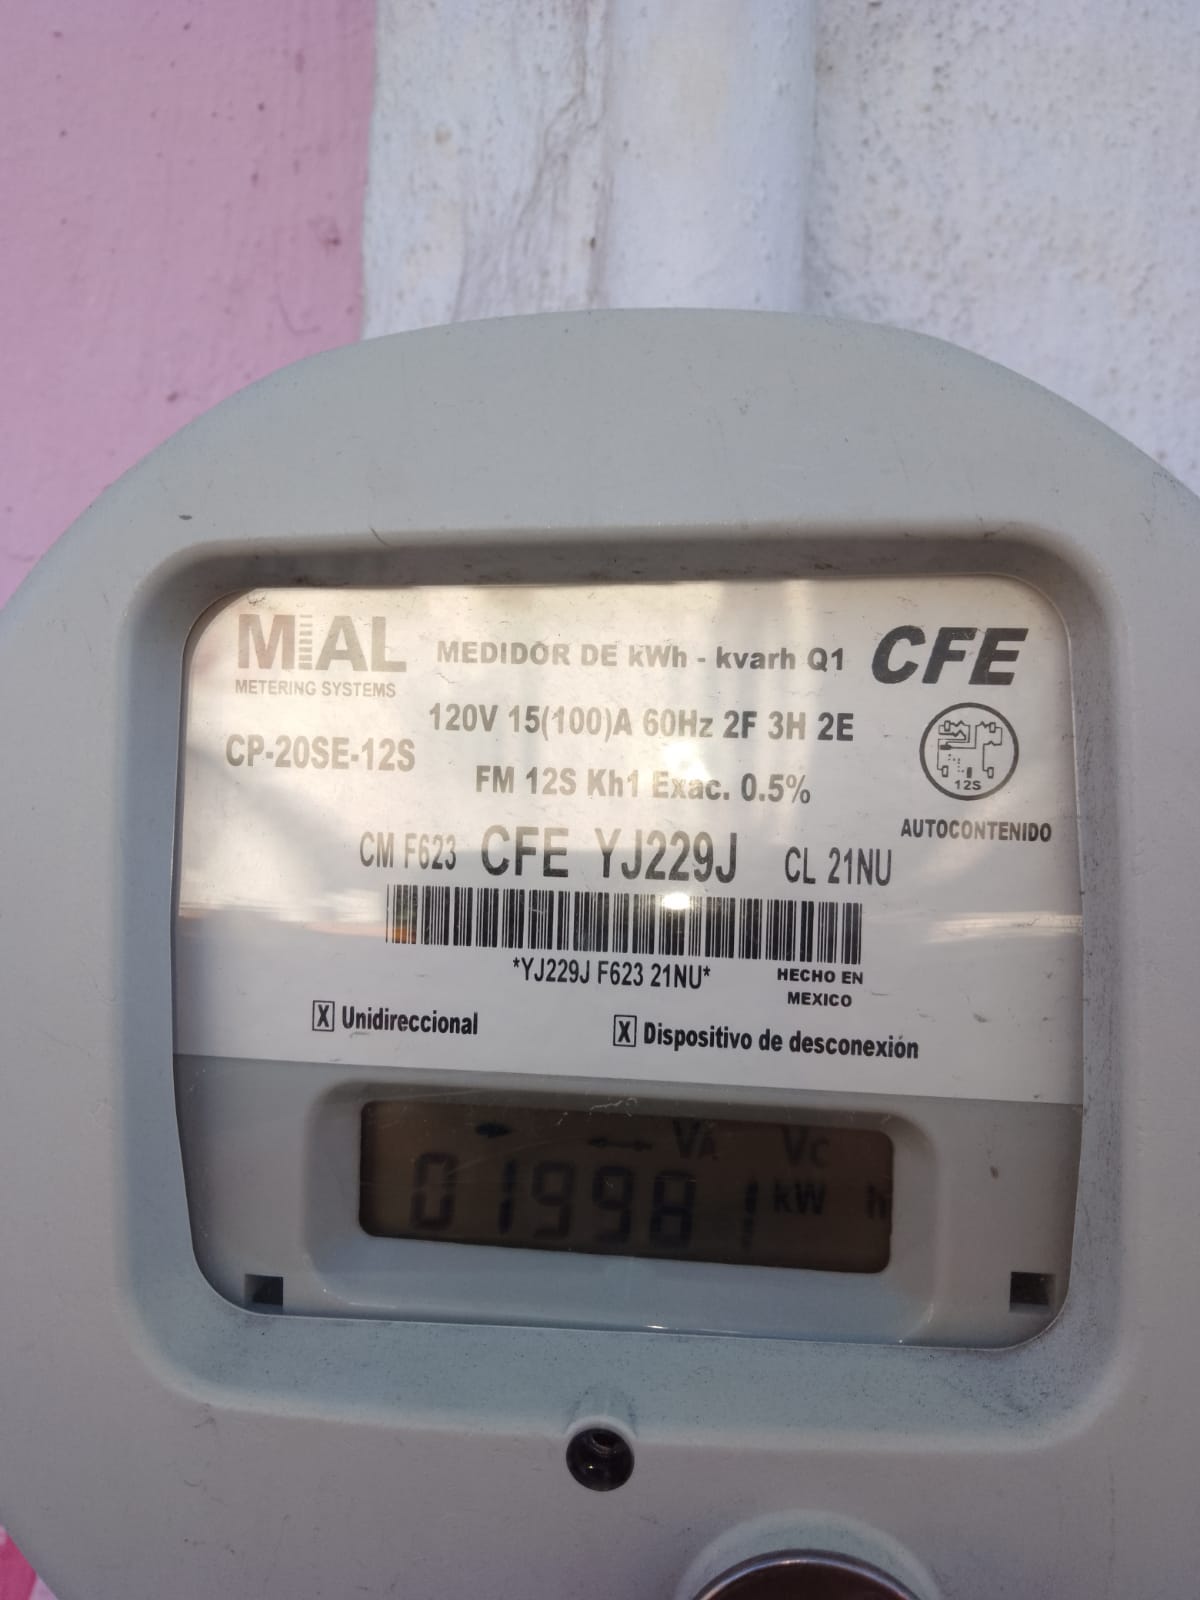 MIAL
METERING SYSTEMS
MEDIDOR DE kWh - kvarh Q1
CFE
120V 15(100)A 60Hz 2F 3H 2E
CP-20SE-12S
FM 12S Kh1 Exac. 0.5%
12S
AUTOCONTENIDO
CM F623 CFE YJ229J CL 21NU
*YJ229J F623 21NU*
HECHO EN
MEXICO
X Unidireccional
X Dispositivo de desconexión
VA VC
019981 kW h